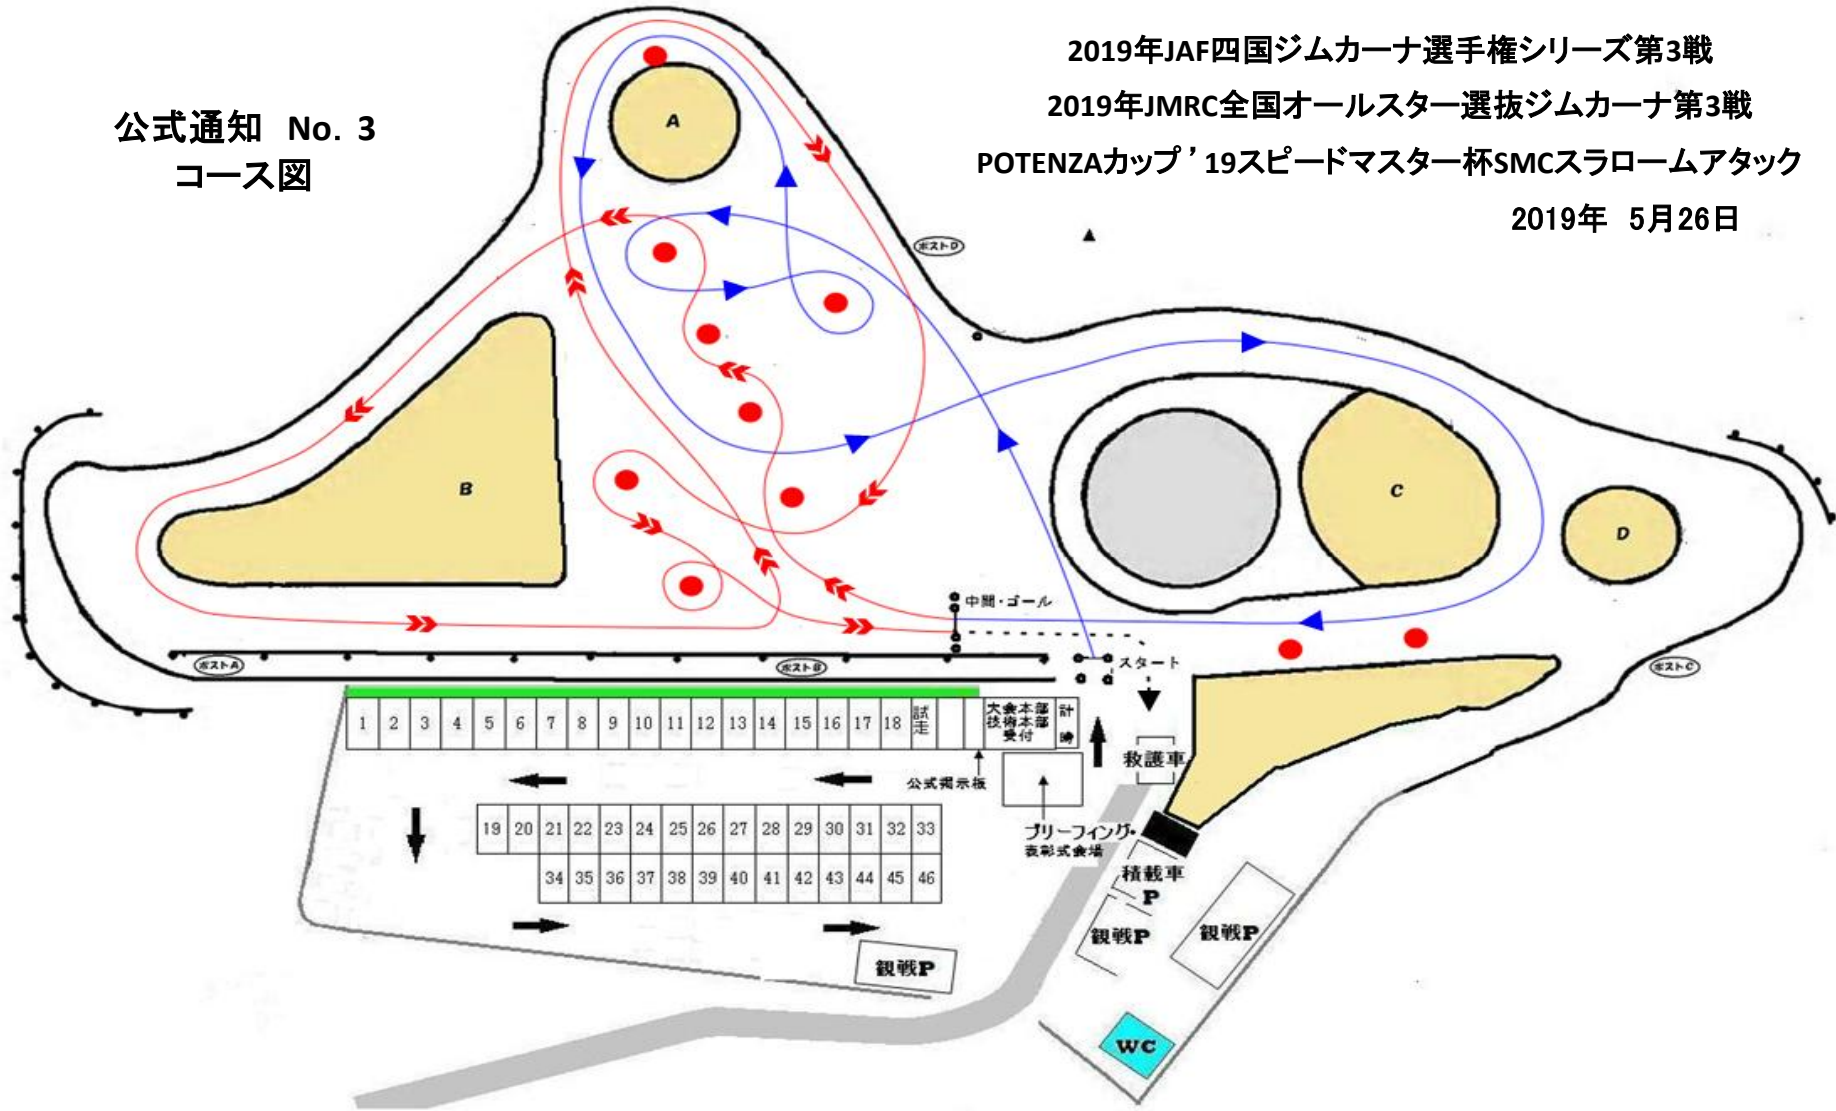 2019年JAF四国ジムカーナ選手権シリーズ第3戦
2019年JMRC全国オールスター選抜ジムカーナ第3戦
POTENZAカップ’19スピードマスター杯SMCスラロームアタック
2019年 5月26日
公式通知 No. 3
コース図
A
ポストD
B
C
D
中間・ゴール
ポストA
ポストB
スタート
ポストC
1 2 3 4 5 6 7 8 9 10 11 12 13 14 15 16 17 18 試走
大会本部
技術本部
受付
計時
救護車
公式掲示板
19 20 21 22 23 24 25 26 27 28 29 30 31 32 33
ブリーフィング・
表彰式会場
34 35 36 37 38 39 40 41 42 43 44 45 46
積載車
P
観戦P
観戦P
観戦P
WC